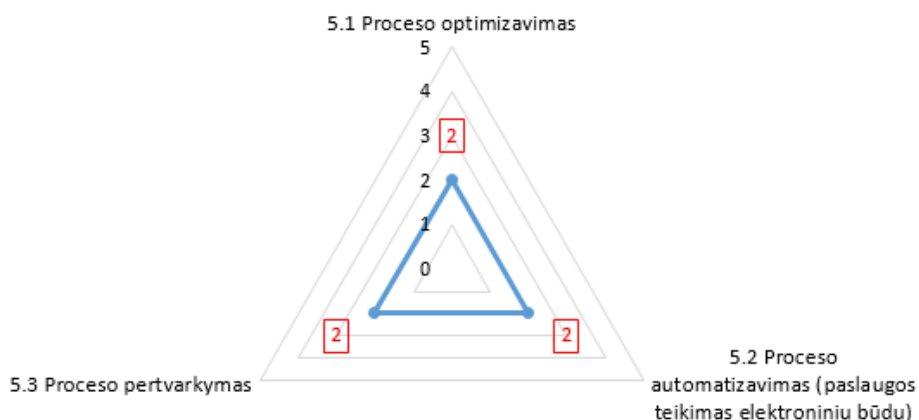 5.1 Proceso optimizavimas
5
4
3
2
2
1
0
2
2
5.3 Proceso pertvarkymas
5.2 Proceso
automatizavimas (paslaugos
teikimas elektroniniu būdu)